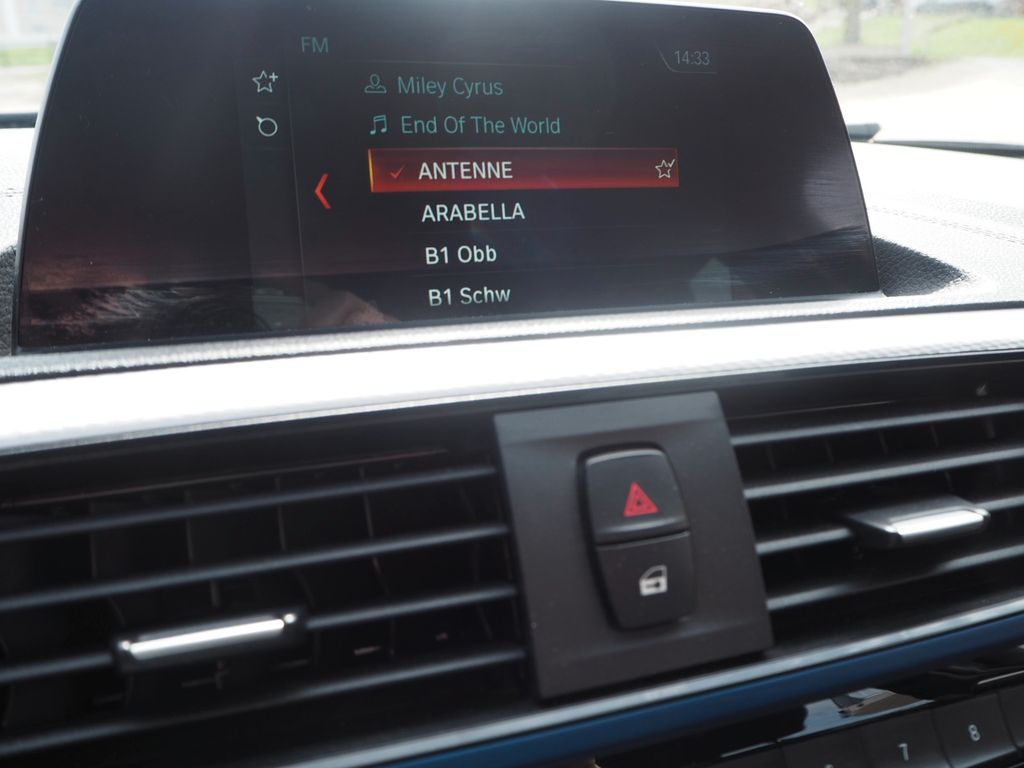 FM
14:33
Miley Cyrus
End Of The World
ANTENNE
ARABELLA
B1 Obb
B1 Schw
7
8